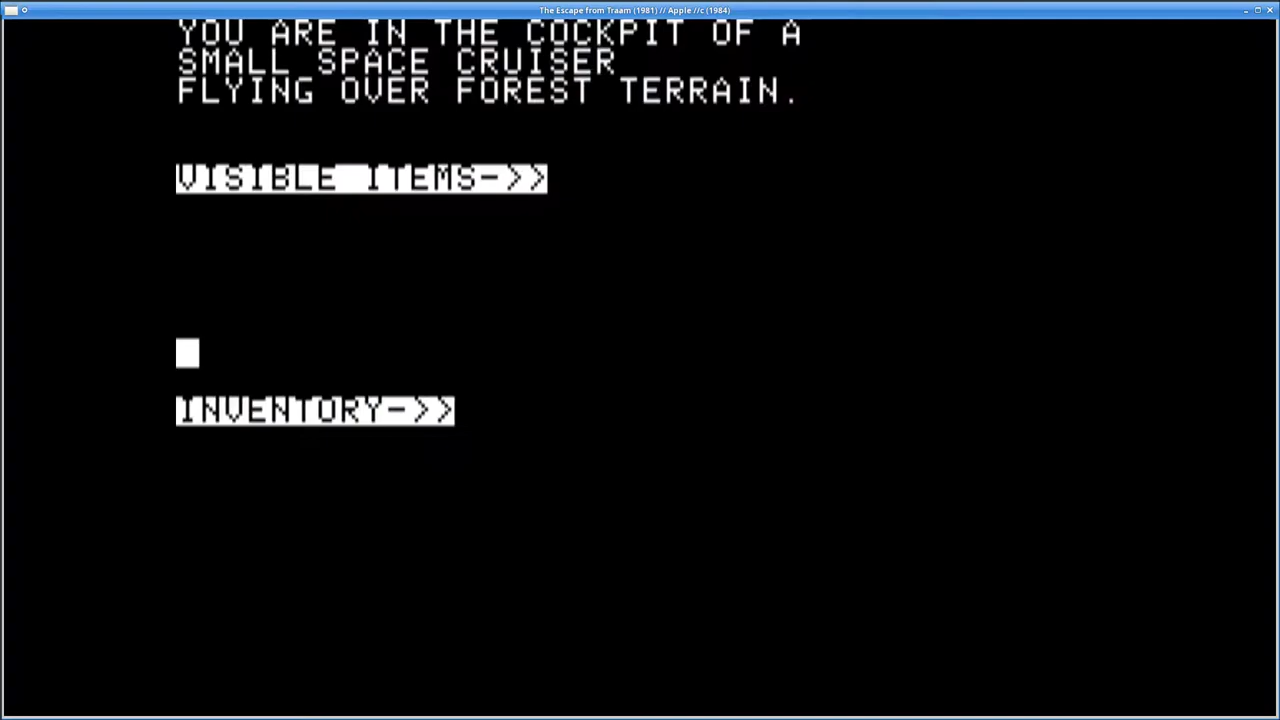 The Escape from Traam (1981) // Apple //c (1984)
YOU ARE IN THE COCKPIT OF A
SMALL SPACE CRUISER
FLYING OVER FOREST TERRAIN.
VISIBLE ITEMS->>
INVENTORY->>